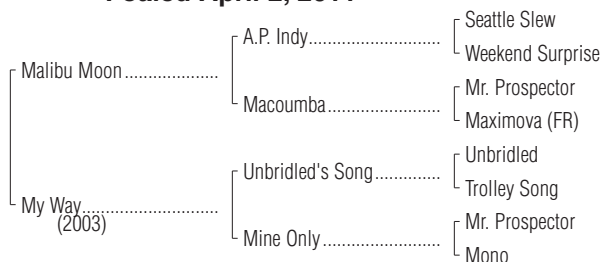 Foaled April 2, 2011
Seattle Slew
A.P. Indy
Weekend Surprise
Malibu Moon
Mr. Prospector
Macoumba
Maximova (FR)
Unbridled
Unbridled's Song
Trolley Song
My Way
(2003)
Mr. Prospector
Mine Only
Mono